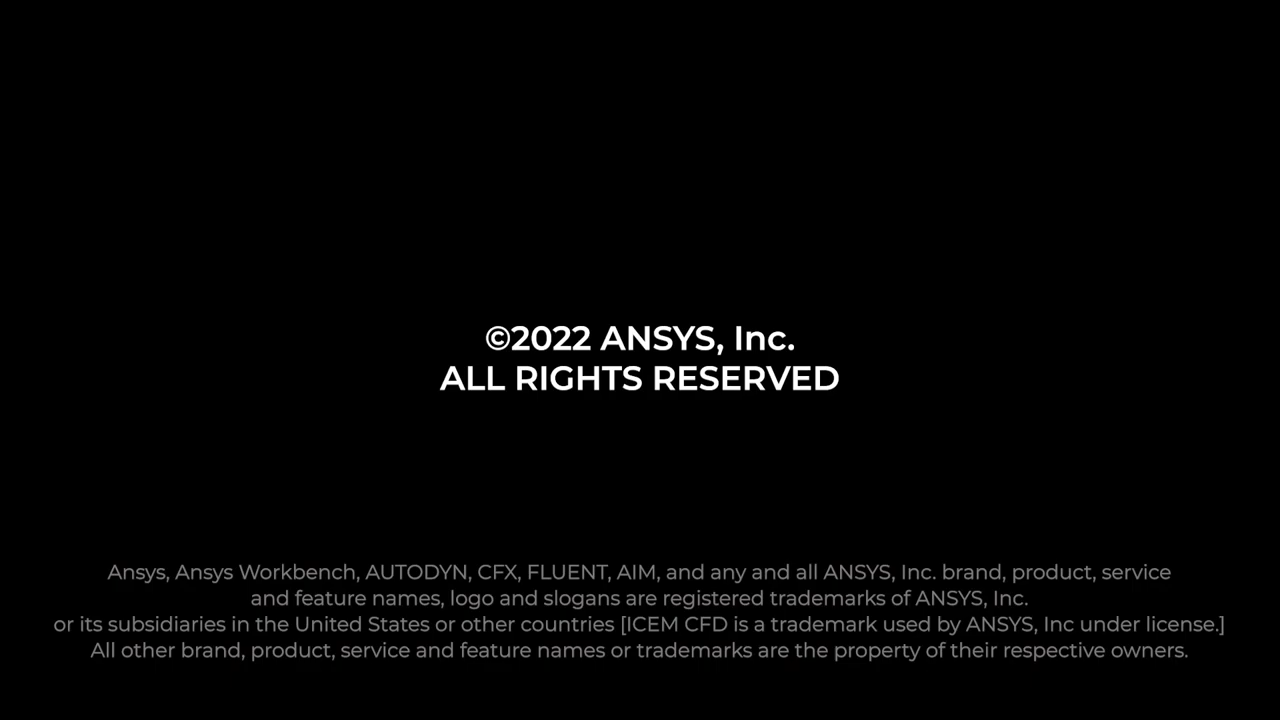 ©2022 ANSYS, Inc.
ALL RIGHTS RESERVED
Ansys, Ansys Workbench, AUTODYN, CFX, FLUENT, AIM, and any and all ANSYS, Inc. brand, product, service
and feature names, logo and slogans are registered trademarks of ANSYS, Inc.
or its subsidiaries in the United States or other countries [ICEM CFD is a trademark used by ANSYS, Inc under license.]
All other brand, product, service and feature names or trademarks are the property of their respective owners.